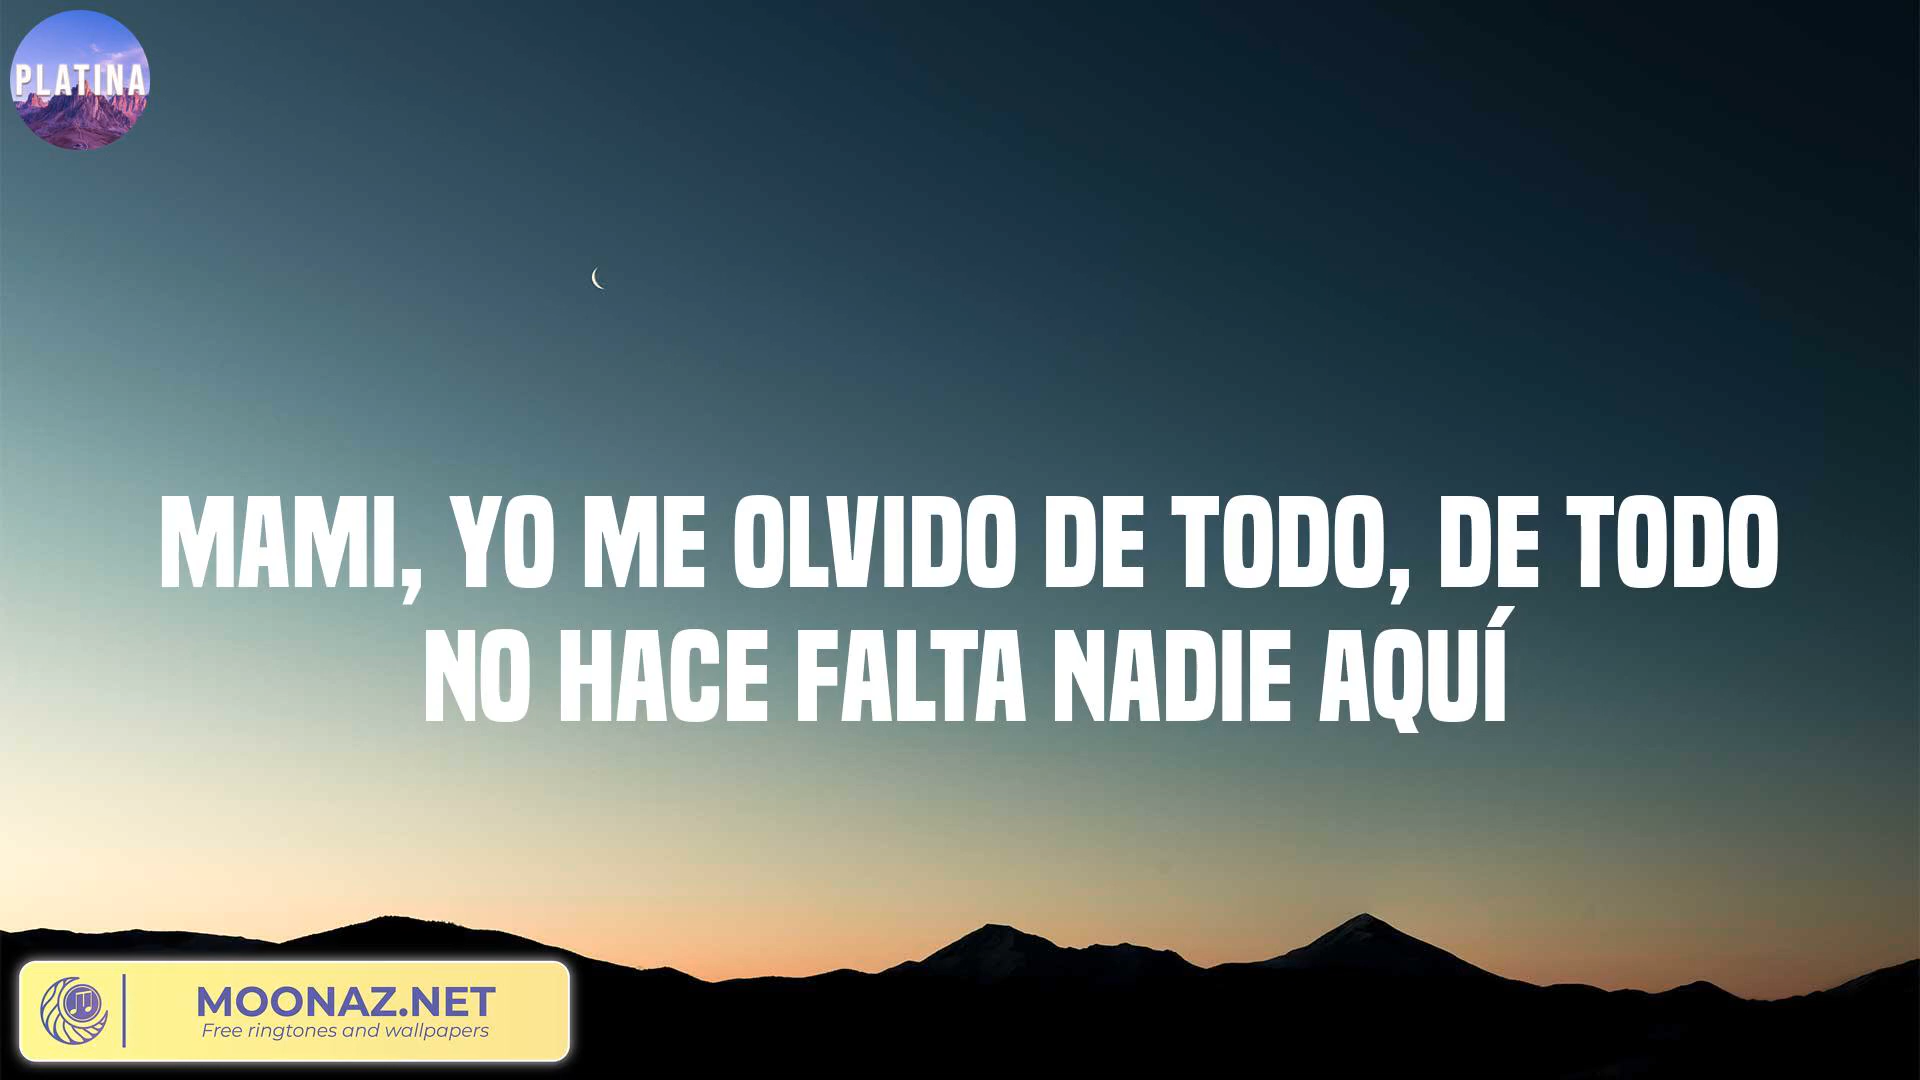 PLATINA
MAMI, YO ME OLVIDO DE TODO, DE TODO
NO HACE FALTA NADIE AQUÍ
MOONAZ.NET
Free ringtones and wallpapers